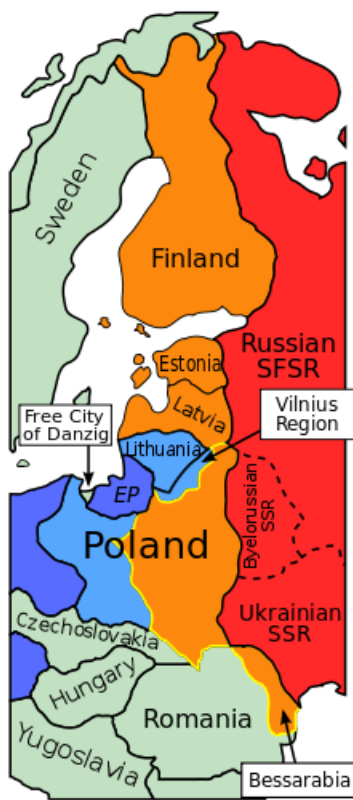 Sweden
Finland
Estonia
Russian
SFSR
Latvia
Vilnius
Region
Free City
of Danzig
Lithuania
EP
Byelorussian
SSR
Poland
Ukrainian
SSR
Czechoslovakia
Hungary
Romania
Yugoslavia
Bessarabia